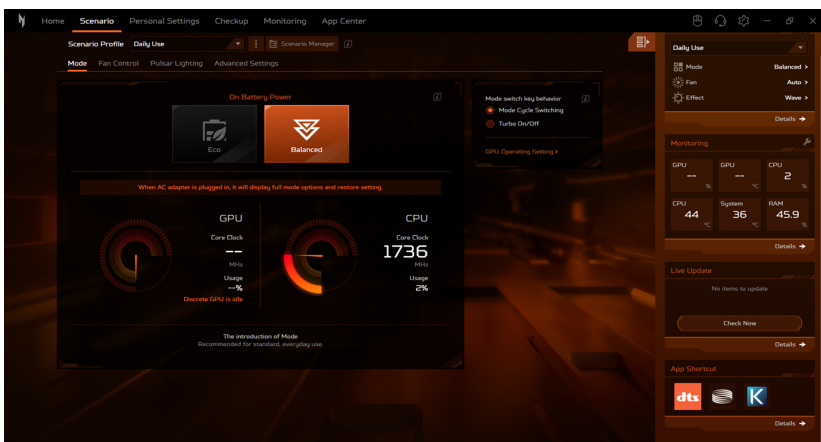 Home Scenario Personal Settings Checkup Monitoring App Center
Scenario Profile Daily Use Scenario Manager
Mode Fan Control Pulsar Lighting Advanced Settings
On Battery Power
Eco
Balanced
When AC adapter is plugged in, it will display full mode options and restore setting.
GPU
Core Clock
--
MHz
Usage
--%
Discrete GPU is idle
CPU
Core Clock
1736
MHz
Usage
2%
The introduction of Mode
Recommended for standard, everyday use.
Mode switch key behavior
Mode Cycle Switching
Turbo On/Off
GPU Operating Setting >
Daily Use
Mode Balanced >
Fan Auto >
Effect Wave >
Details →
Monitoring
GPU GPU CPU
-- -- 2
% °C %
CPU System RAM
44 36 45.9
°C °C %
Details →
Live Update
No items to update
Check Now
Details →
App Shortcut
dts K
Details →